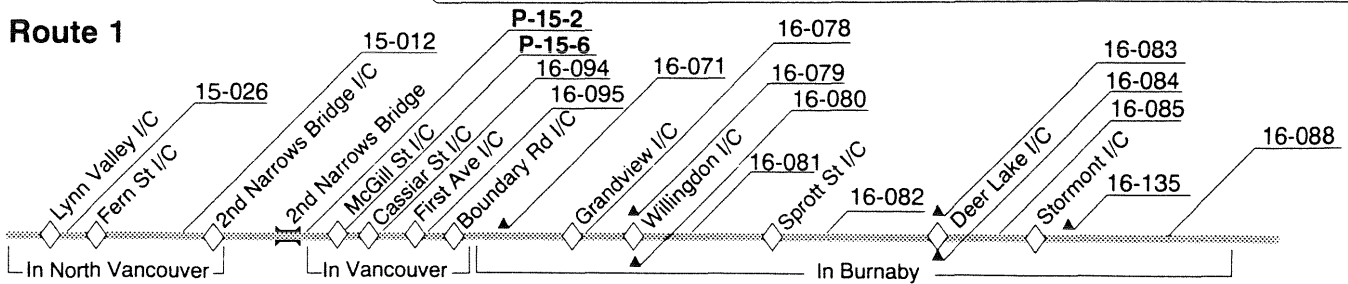 Route 1
Lynn Valley I/C
Fern St I/C
15-026
15-012
2nd Narrows Bridge I/C
2nd Narrows Bridge
P-15-2
P-15-6
McGill St I/C
Cassiar St I/C
16-094
First Ave I/C
16-095
Boundary Rd I/C
16-071
Grandview I/C
16-078
Willingdon I/C
16-079
16-080
16-081
Sprott St I/C
16-082
Deer Lake I/C
16-083
16-084
16-085
Stormont I/C
16-135
16-088
In North Vancouver
In Vancouver
In Burnaby